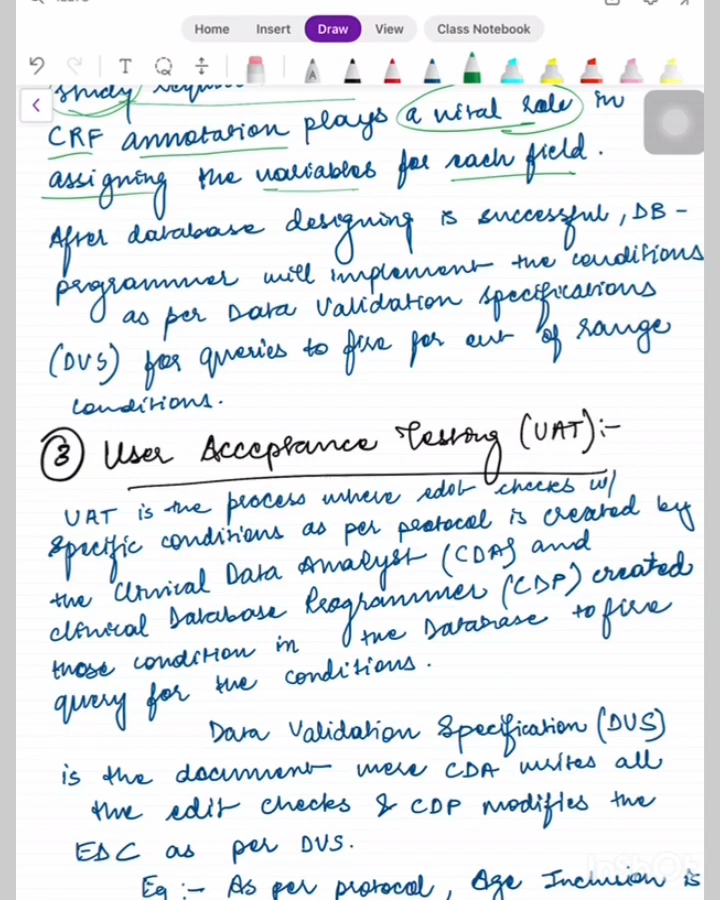 Home Insert Draw View Class Notebook
study
CRF annotation plays a vital role in
assigning the variables for each field.
After database designing is successful, DB-
programmer will implement the conditions
as per Data Validation specifications
(DVS) for queries to fire for out of range
conditions.
3 User Acceptance Testing (UAT):-
UAT is the process where edit checks w/
specific conditions as per protocol is created by
the Clinical Data Analyst (CDA) and
clinical Database Programmer (CDP) created
those condition in the Database to fire
query for the conditions.
Data Validation Specification (DVS)
is the document were CDA writes all
the edit checks & CDP modifies the
EDC as per DVS.
Eg :- As per protocol, Age Inclusion is
InShOt